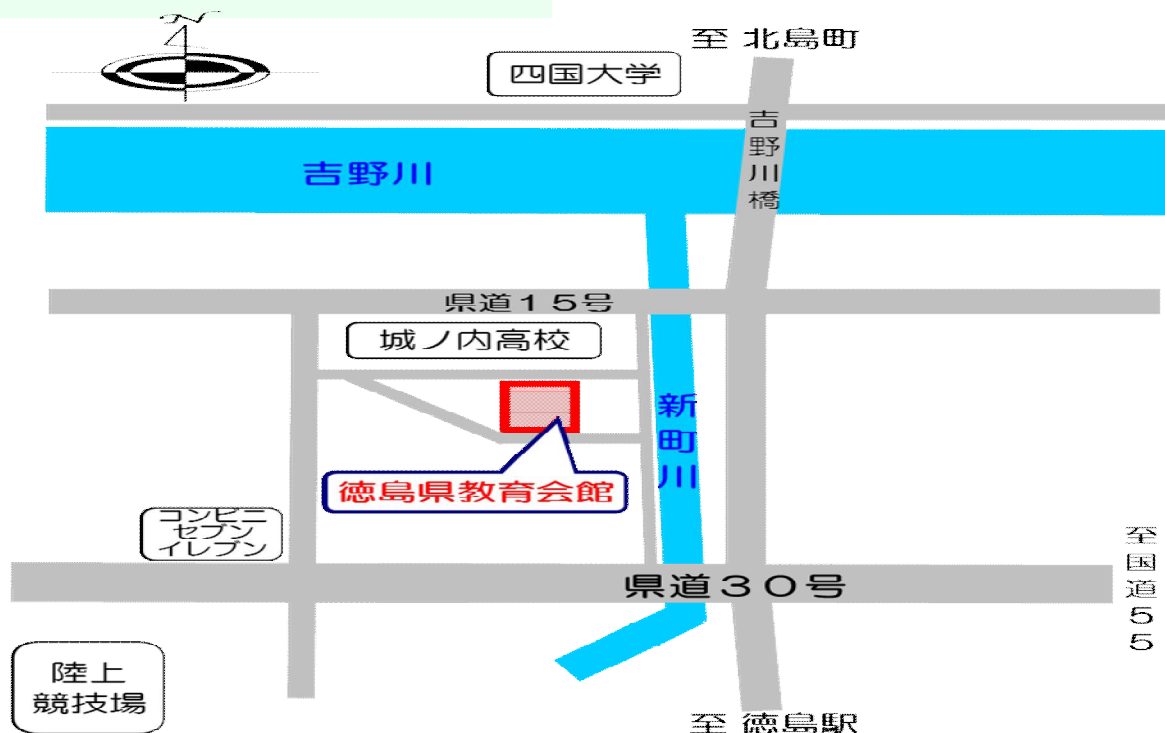 N
至 北島町
四国大学
吉野川橋
吉野川
県道１５号
城ノ内高校
新町川
徳島県教育会館
コンビニ
セブン
イレブン
至国道５５
県道３０号
陸上
競技場
至 徳島駅